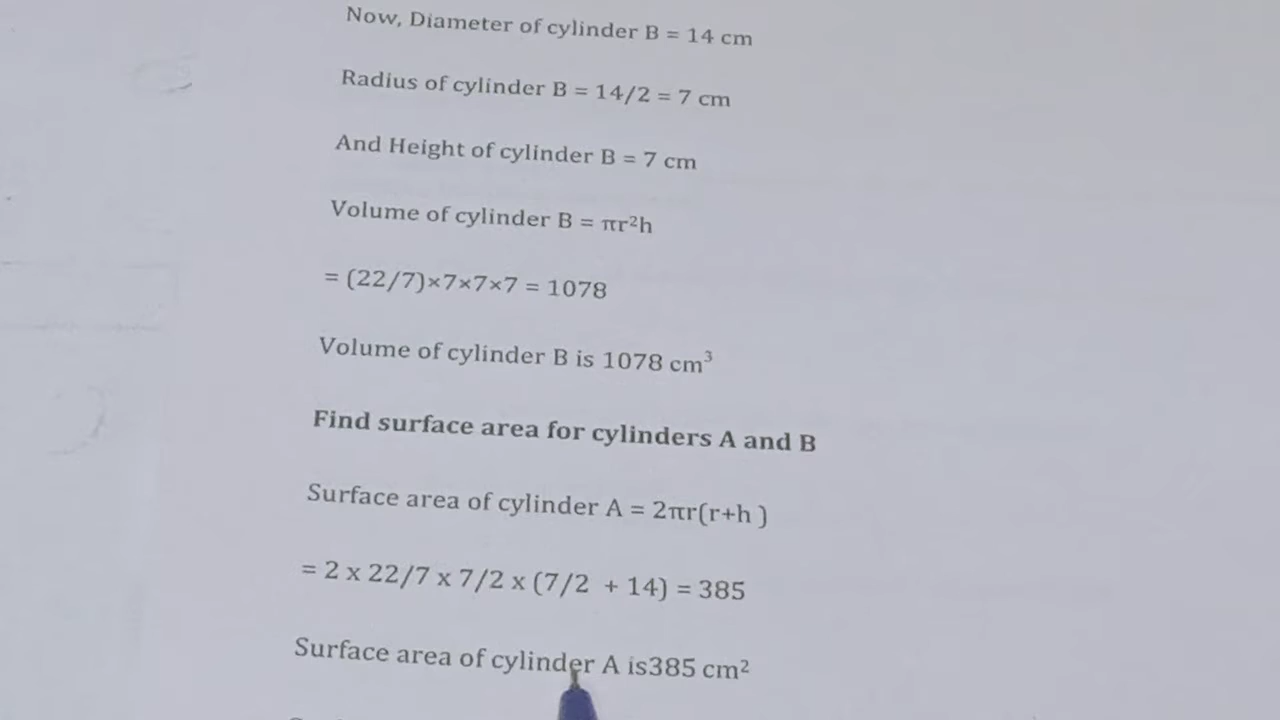 Now, Diameter of cylinder B = 14 cm
Radius of cylinder B = 14/2 = 7 cm
And Height of cylinder B = 7 cm
Volume of cylinder B = πr²h
= (22/7)×7×7×7 = 1078
Volume of cylinder B is 1078 cm³
Find surface area for cylinders A and B
Surface area of cylinder A = 2πr(r+h )
= 2 x 22/7 x 7/2 x (7/2 + 14) = 385
Surface area of cylinder A is385 cm²